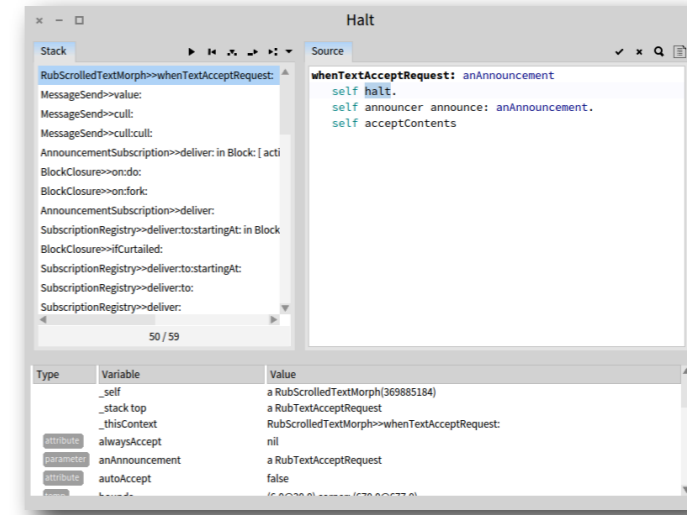 Halt
Stack
Source
RubScrolledTextMorph>>whenTextAcceptRequest:
MessageSend>>value:
MessageSend>>cull:
MessageSend>>cull:cull:
AnnouncementSubscription>>deliver: in Block: [ acti
BlockClosure>>on:do:
BlockClosure>>on:fork:
AnnouncementSubscription>>deliver:
SubscriptionRegistry>>deliver:to:startingAt: in Block
BlockClosure>>ifCurtailed:
SubscriptionRegistry>>deliver:to:startingAt:
SubscriptionRegistry>>deliver:to:
SubscriptionRegistry>>deliver:
50 / 59
whenTextAcceptRequest: anAnnouncement
self halt.
self announcer announce: anAnnouncement.
self acceptContents
Type Variable Value
_self a RubScrolledTextMorph(369885184)
_stack top a RubTextAcceptRequest
_thisContext RubScrolledTextMorph>>whenTextAcceptRequest:
attribute alwaysAccept nil
parameter anAnnouncement a RubTextAcceptRequest
attribute autoAccept false